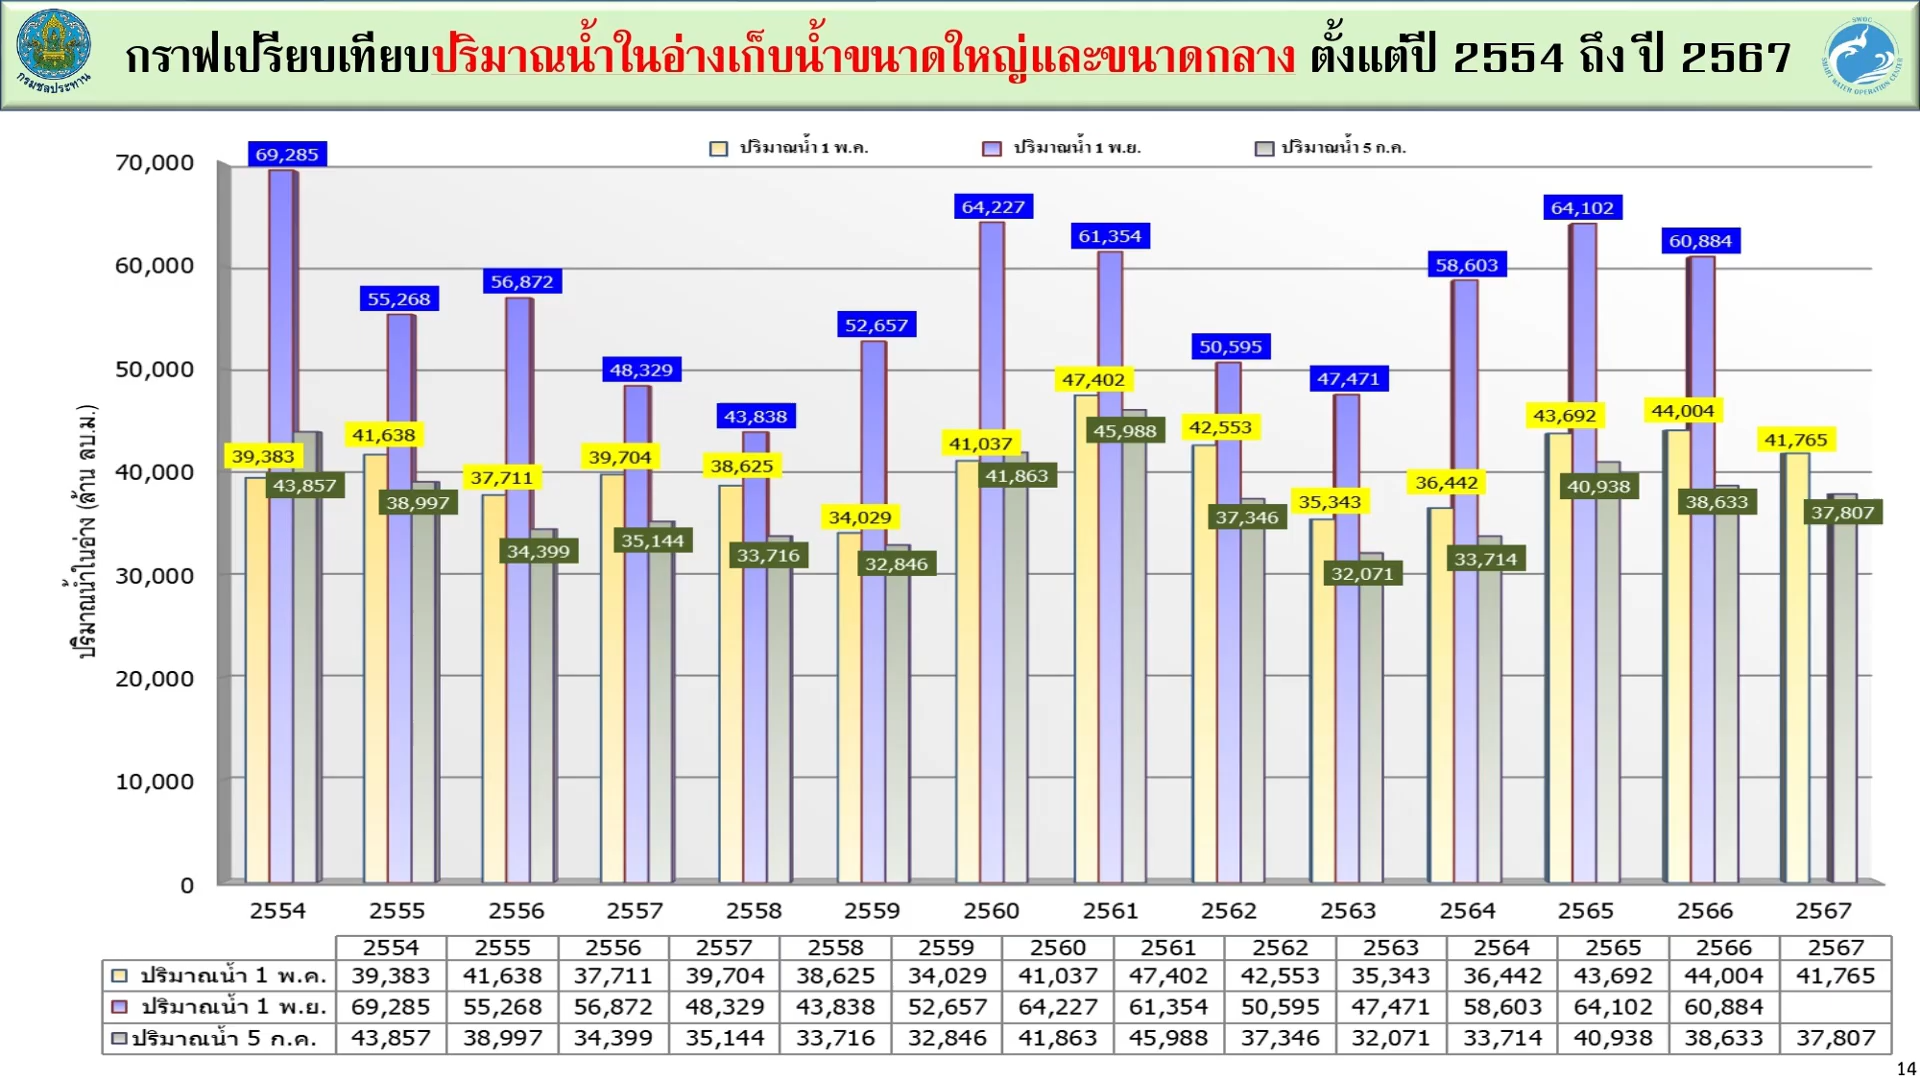 กราฟเปรียบเทียบปริมาณน้ำในอ่างเก็บน้ำขนาดใหญ่และขนาดกลาง ตั้งแต่ปี 2554 ถึง ปี 2567
กรมชลประทาน
SWOC
SMART WATER OPERATION CENTER
ปริมาณน้ำ 1 พ.ค. ปริมาณน้ำ 1 พ.ย. ปริมาณน้ำ 5 ก.ค.
ปริมาณน้ำในอ่าง (ล้าน ลบ.ม.)
70,000
60,000
50,000
40,000
30,000
20,000
10,000
0
39,383 69,285 43,857
41,638 55,268 38,997
37,711 56,872 34,399
39,704 48,329 35,144
38,625 43,838 33,716
34,029 52,657 32,846
41,037 64,227 41,863
47,402 61,354 45,988
42,553 50,595 37,346
35,343 47,471 32,071
36,442 58,603 33,714
43,692 64,102 40,938
44,004 60,884 38,633
41,765 37,807
2554 2555 2556 2557 2558 2559 2560 2561 2562 2563 2564 2565 2566 2567
2554 2555 2556 2557 2558 2559 2560 2561 2562 2563 2564 2565 2566 2567
ปริมาณน้ำ 1 พ.ค. 39,383 41,638 37,711 39,704 38,625 34,029 41,037 47,402 42,553 35,343 36,442 43,692 44,004 41,765
ปริมาณน้ำ 1 พ.ย. 69,285 55,268 56,872 48,329 43,838 52,657 64,227 61,354 50,595 47,471 58,603 64,102 60,884
ปริมาณน้ำ 5 ก.ค. 43,857 38,997 34,399 35,144 33,716 32,846 41,863 45,988 37,346 32,071 33,714 40,938 38,633 37,807
14